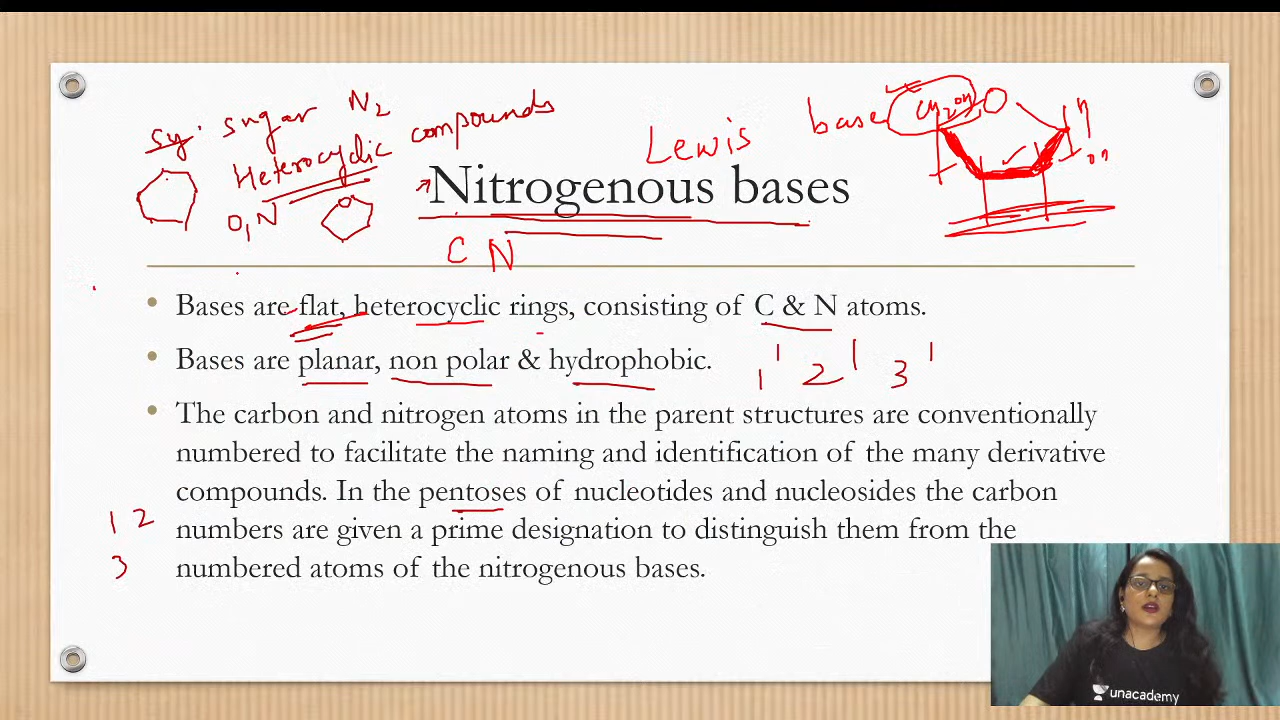 sugar N2
Heterocyclic compounds
O, N
Lewis
base CH2OH O
Nitrogenous bases
C N
• Bases are flat, heterocyclic rings, consisting of C & N atoms.
• Bases are planar, non polar & hydrophobic.
1' 2' 3'
• The carbon and nitrogen atoms in the parent structures are conventionally
numbered to facilitate the naming and identification of the many derivative
compounds. In the pentoses of nucleotides and nucleosides the carbon
numbers are given a prime designation to distinguish them from the
numbered atoms of the nitrogenous bases.
1 2
3
unacademy